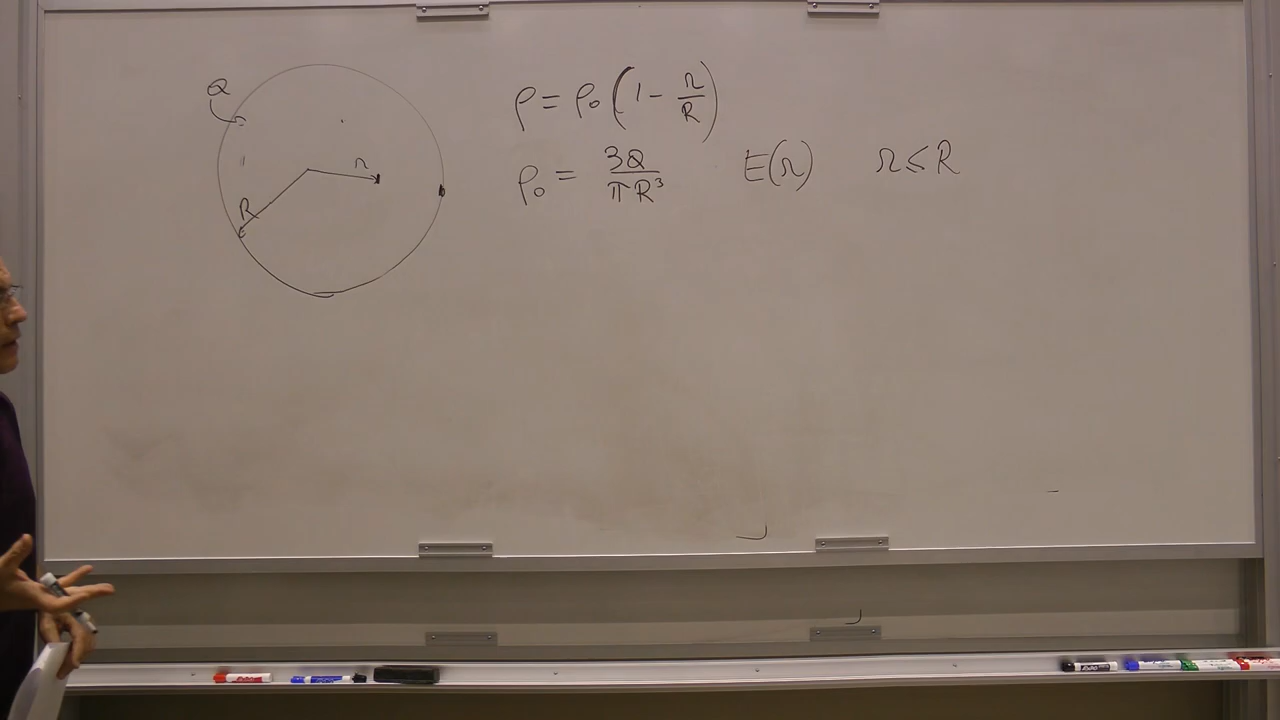 Q
ρ = ρ₀ (1 - r/R)
r
R
ρ₀ = 3Q/πR³ E(r) r ≤ R